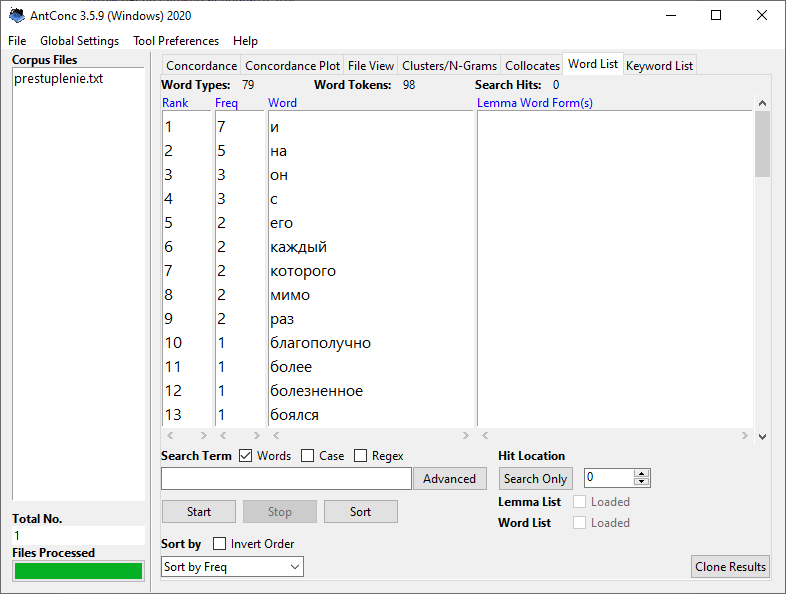 AntConc 3.5.9 (Windows) 2020
File Global Settings Tool Preferences Help
Corpus Files
prestuplenie.txt
Total No.
1
Files Processed
Concordance Concordance Plot File View Clusters/N-Grams Collocates Word List Keyword List
Word Types: 79 Word Tokens: 98 Search Hits: 0
Rank Freq Word Lemma Word Form(s)
1 7 и
2 5 на
3 3 он
4 3 с
5 2 его
6 2 каждый
7 2 которого
8 2 мимо
9 2 раз
10 1 благополучно
11 1 более
12 1 болезненное
13 1 боялся
Search Term Words Case Regex Hit Location
Advanced Search Only 0
Start Stop Sort Lemma List Loaded
Word List Loaded
Sort by Invert Order
Sort by Freq Clone Results